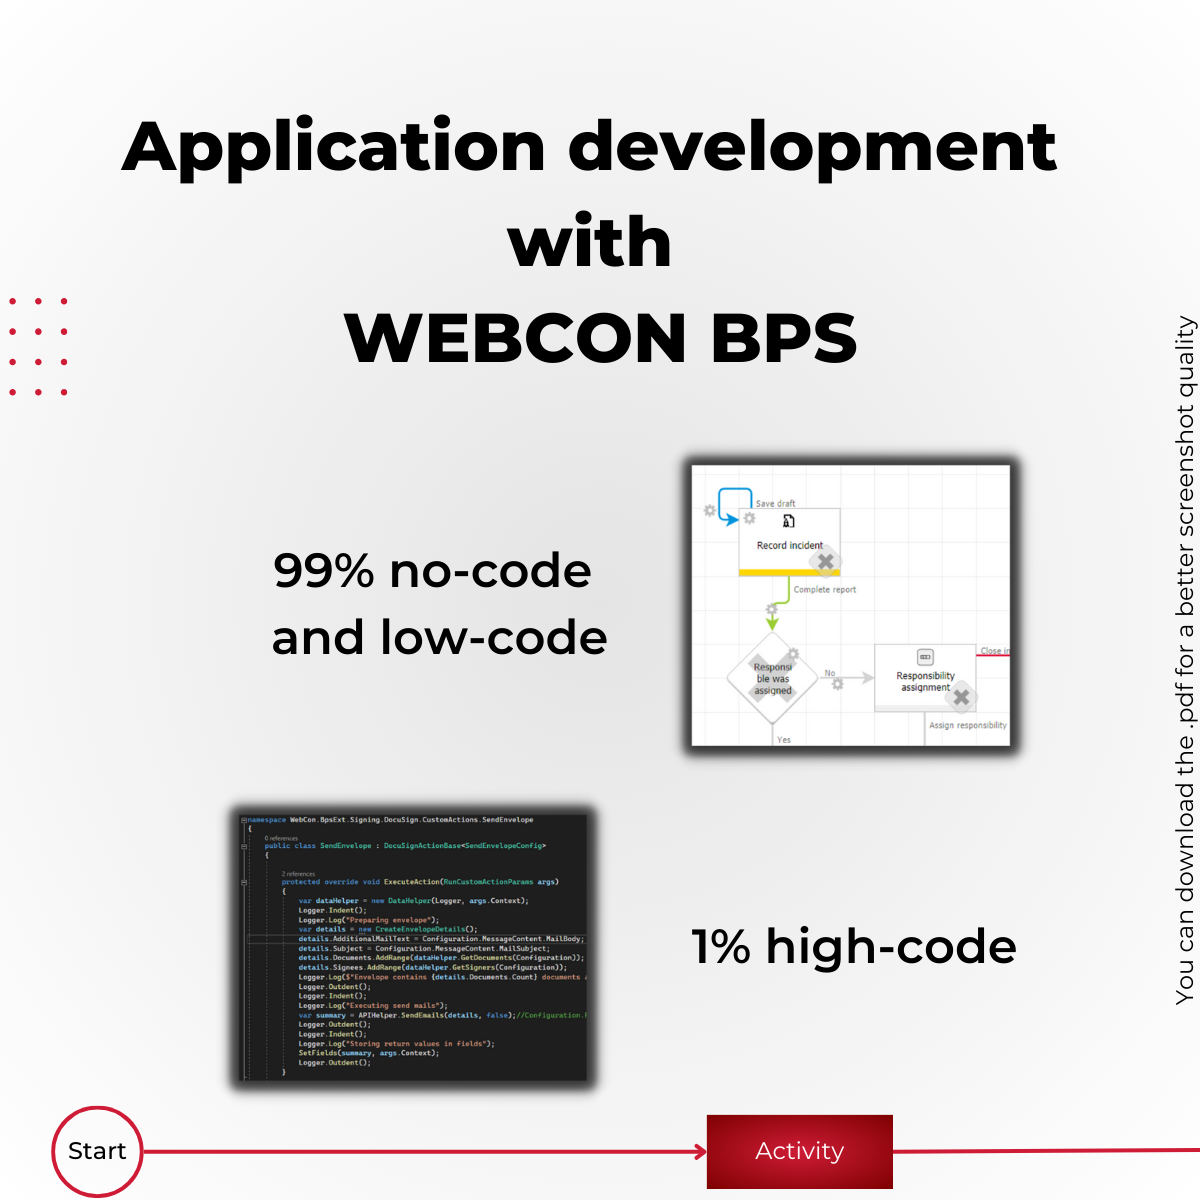 Application development
with
WEBCON BPS
99% no-code
and low-code
Save draft
Record incident
Complete report
Responsi
ble was
assigned
No
Responsibility
assignment
Close in
Assign responsibility
Yes
namespace WebCon.BpsExt.Signing.DocuSign.CustomActions.SendEnvelope
{
0 references
public class SendEnvelope : DocuSignActionBase<SendEnvelopeConfig>
{
2 references
protected override void ExecuteAction(RunCustomActionParams args)
{
var dataHelper = new DataHelper(Logger, args.Context);
Logger.Indent();
Logger.Log("Preparing envelope");
var details = new CreateEnvelopeDetails();
details.AdditionalMailText = Configuration.MessageContent.MailBody;
details.Subject = Configuration.MessageContent.MailSubject;
details.Documents.AddRange(dataHelper.GetDocuments(Configuration));
details.Signees.AddRange(dataHelper.GetSigners(Configuration));
Logger.Log($"Envelope contains {details.Documents.Count} documents
Logger.Outdent();
Logger.Indent();
Logger.Log("Executing send mails");
var summary = APIHelper.SendEmails(details, false);//Configuration.
Logger.Outdent();
Logger.Indent();
Logger.Log("Storing return values in fields");
SetFields(summary, args.Context);
Logger.Outdent();
}
1% high-code
You can download the .pdf for a better screenshot quality
Start
Activity